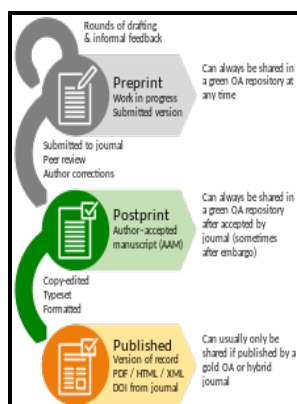 Rounds of drafting
& informal feedback
Preprint
Work in progress
Submitted version
Can always be shared in
a green OA repository at
any time
Submitted to journal
Peer review
Author corrections
Postprint
Author-accepted
manuscript (AAM)
Can always be shared in
a green OA repository
after accepted by
journal (sometimes
after embargo)
Copy-edited
Typeset
Formatted
Published
Version of record
PDF / HTML / XML
DOI from journal
Can usually only be
shared if published by a
gold OA or hybrid
journal